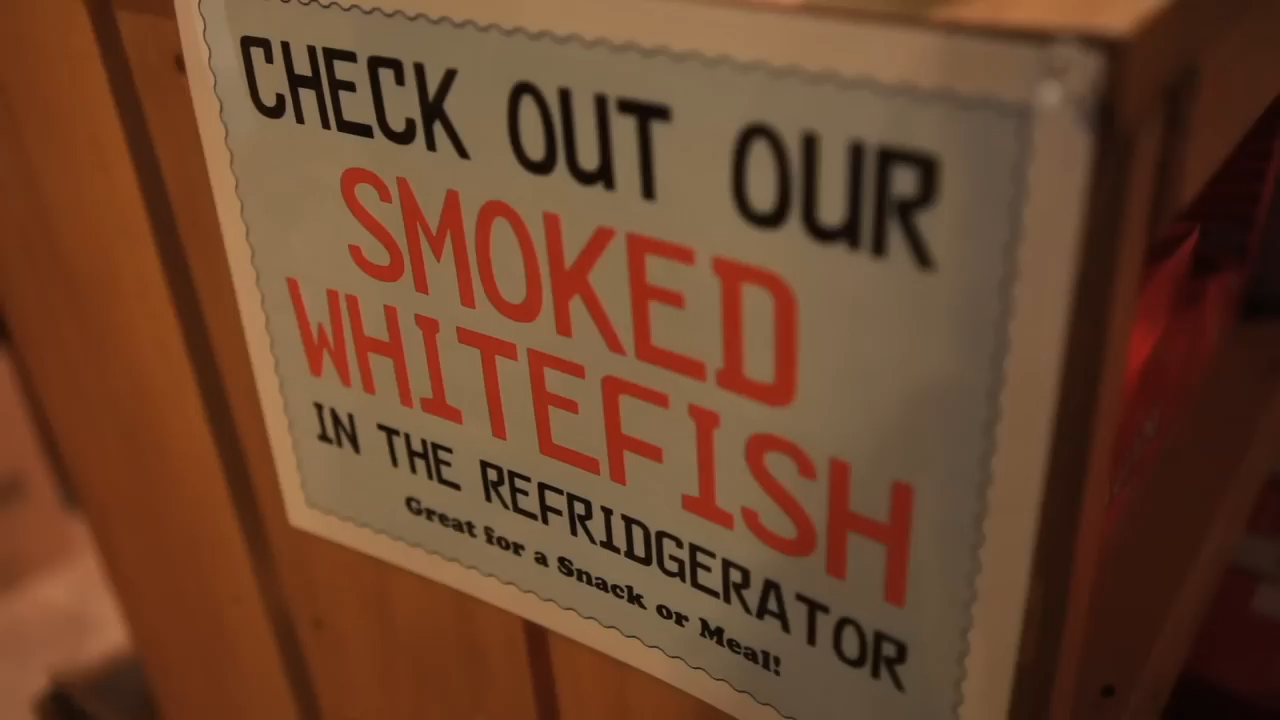 CHECK OUT OUR
SMOKED
WHITEFISH
IN THE REFRIDGERATOR
Great for a Snack or Meal!